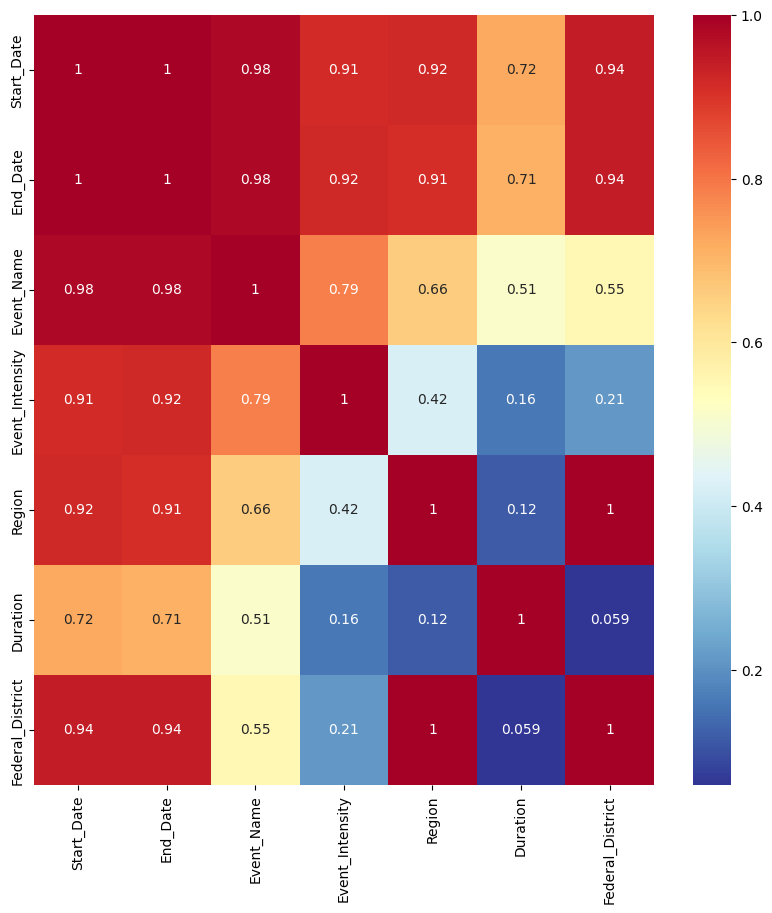 Start_Date 1 1 0.98 0.91 0.92 0.72 0.94
End_Date 1 1 0.98 0.92 0.91 0.71 0.94
Event_Name 0.98 0.98 1 0.79 0.66 0.51 0.55
Event_Intensity 0.91 0.92 0.79 1 0.42 0.16 0.21
Region 0.92 0.91 0.66 0.42 1 0.12 1
Duration 0.72 0.71 0.51 0.16 0.12 1 0.059
Federal_District 0.94 0.94 0.55 0.21 1 0.059 1
Start_Date
End_Date
Event_Name
Event_Intensity
Region
Duration
Federal_District
1.0
0.8
0.6
0.4
0.2